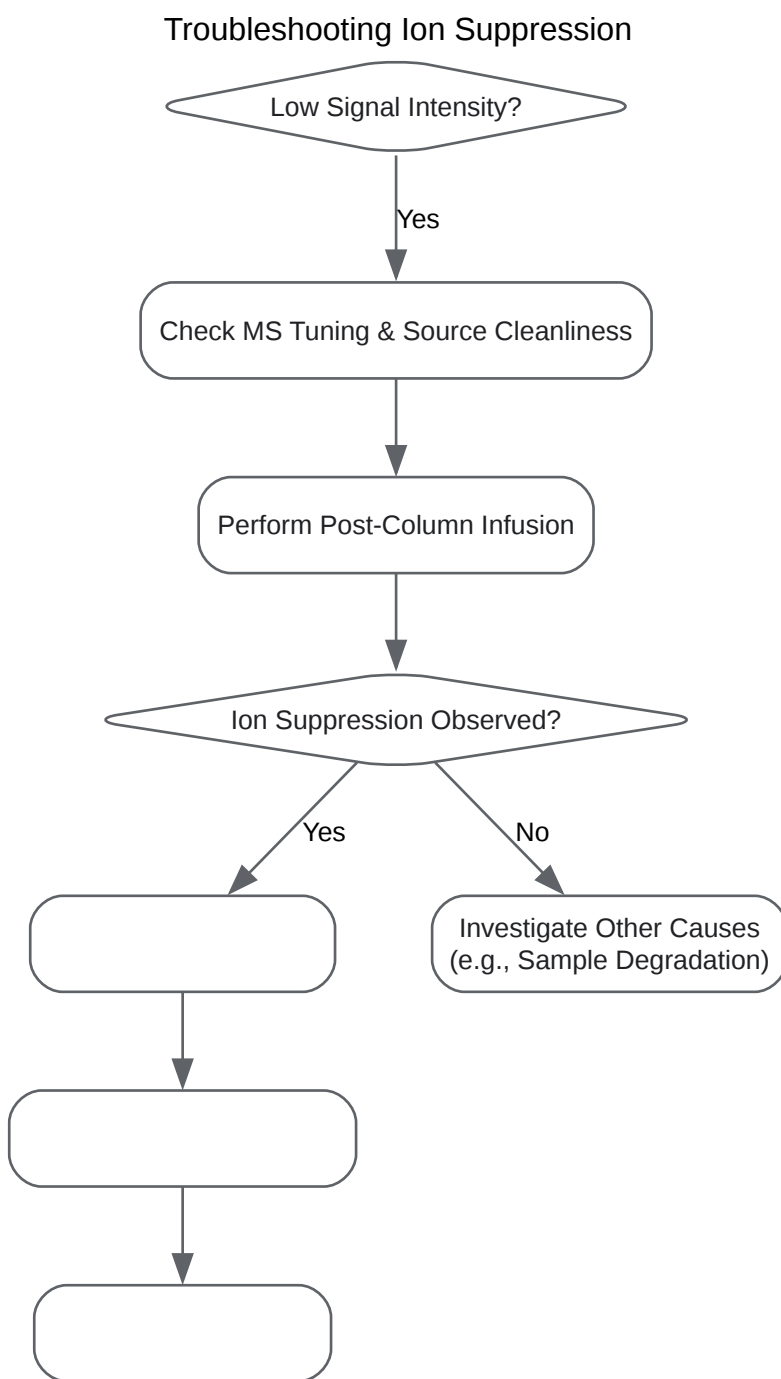 Troubleshooting Ion Suppression
Low Signal Intensity?
Yes
Check MS Tuning & Source Cleanliness
Perform Post-Column Infusion
Ion Suppression Observed?
Yes
No
Investigate Other Causes
(e.g., Sample Degradation)